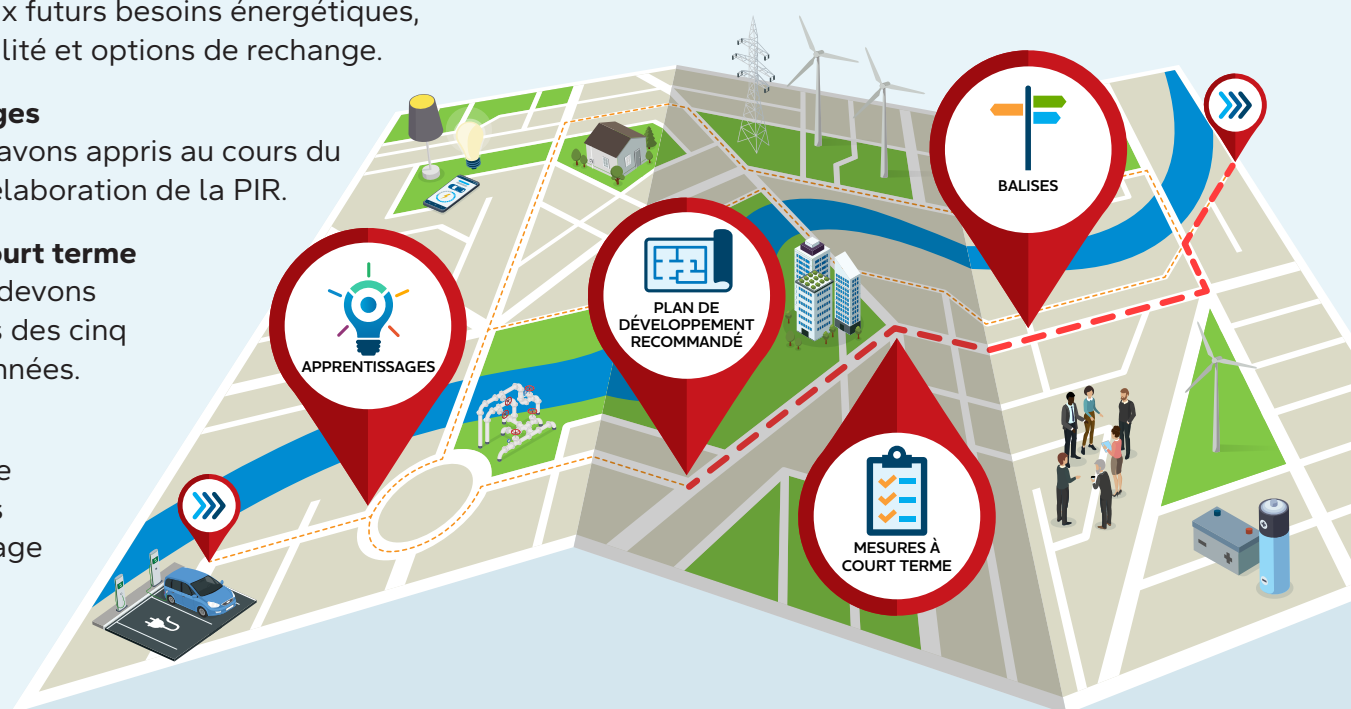 x futurs besoins énergétiques,
lité et options de rechange.
ges
avons appris au cours du
élaboration de la PIR.
ourt terme
devons
s des cinq
nnées.
e
s
age
APPRENTISSAGES
PLAN DE
DÉVELOPPEMENT
RECOMMANDÉ
MESURES À
COURT TERME
BALISES